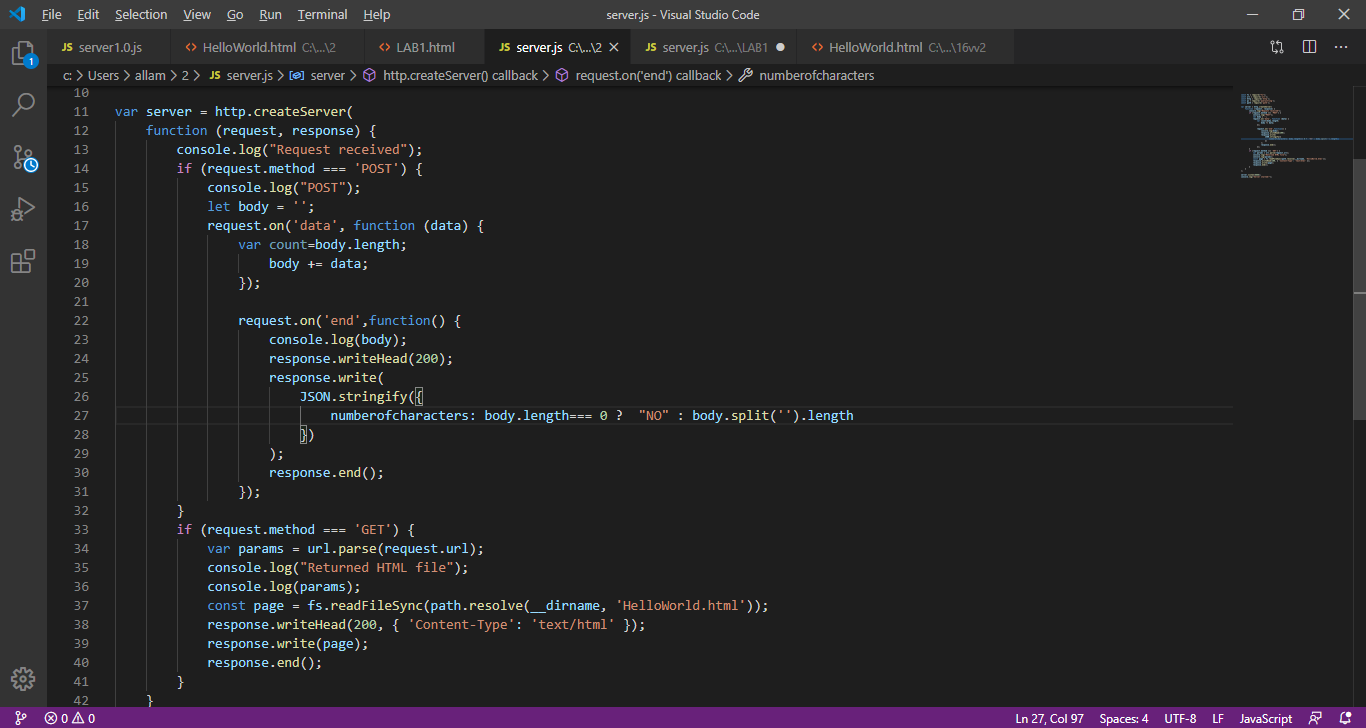 File Edit Selection View Go Run Terminal Help server.js - Visual Studio Code
JS server1.0.js <> HelloWorld.html C:\...\2 <> LAB1.html JS server.js C:\...\2 JS server.js C:\...\LAB1 <> HelloWorld.html C:\...\16vv2
1
c: > Users > allam > 2 > JS server.js > server > http.createServer() callback > request.on('end') callback > numberofcharacters
10
11 var server = http.createServer(
12 function (request, response) {
13 console.log("Request received");
14 if (request.method === 'POST') {
15 console.log("POST");
16 let body = '';
17 request.on('data', function (data) {
18 var count=body.length;
19 body += data;
20 });
21
22 request.on('end',function() {
23 console.log(body);
24 response.writeHead(200);
25 response.write(
26 JSON.stringify({
27 numberofcharacters: body.length=== 0 ?  "NO" : body.split('').length
28 })
29 );
30 response.end();
31 });
32 }
33 if (request.method === 'GET') {
34 var params = url.parse(request.url);
35 console.log("Returned HTML file");
36 console.log(params);
37 const page = fs.readFileSync(path.resolve(__dirname, 'HelloWorld.html'));
38 response.writeHead(200, { 'Content-Type': 'text/html' });
39 response.write(page);
40 response.end();
41 }
42 }
0 0 Ln 27, Col 97 Spaces: 4 UTF-8 LF JavaScript